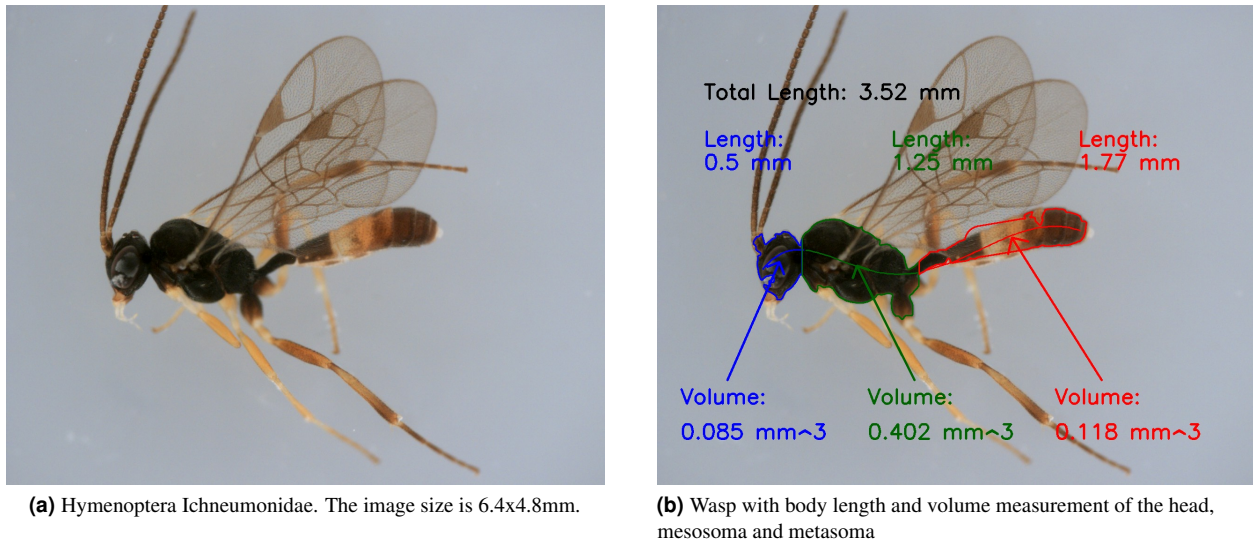 Total Length: 3.52 mm
Length: Length: Length:
0.5 mm 1.25 mm 1.77 mm
Volume: Volume: Volume:
0.085 mm^3 0.402 mm^3 0.118 mm^3
(a) Hymenoptera Ichneumonidae. The image size is 6.4x4.8mm.
(b) Wasp with body length and volume measurement of the head,
mesosoma and metasoma